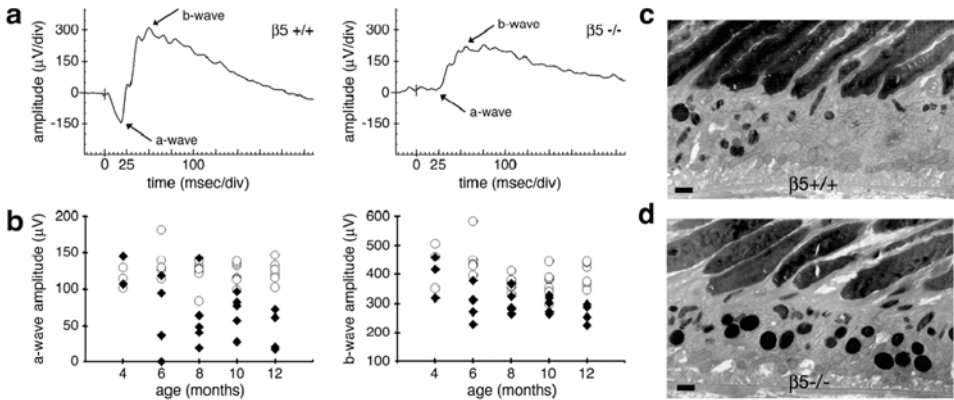 a
b-wave
β5 +/+
amplitude (μV/div)
300
150
0
-150
a-wave
0 25 100
time (msec/div)
b-wave
β5 -/-
amplitude (μV/div)
300
150
0
-150
a-wave
0 25 100
time (msec/div)
b
a-wave amplitude (μV)
200
150
100
50
0
4 6 8 10 12
age (months)
b-wave amplitude (μV)
600
500
400
300
200
100
4 6 8 10 12
age (months)
c
β5+/+
d
β5-/-